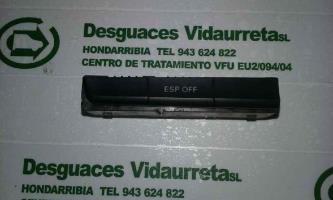 Desguaces Vidaurreta SL
HONDARRIBIA TEL 943 624 822
CENTRO DE TRATAMIENTO VFU EU2/094/04
ESP OFF
Desguaces Vidaurreta SL
HONDARRIBIA TEL 943 624 822